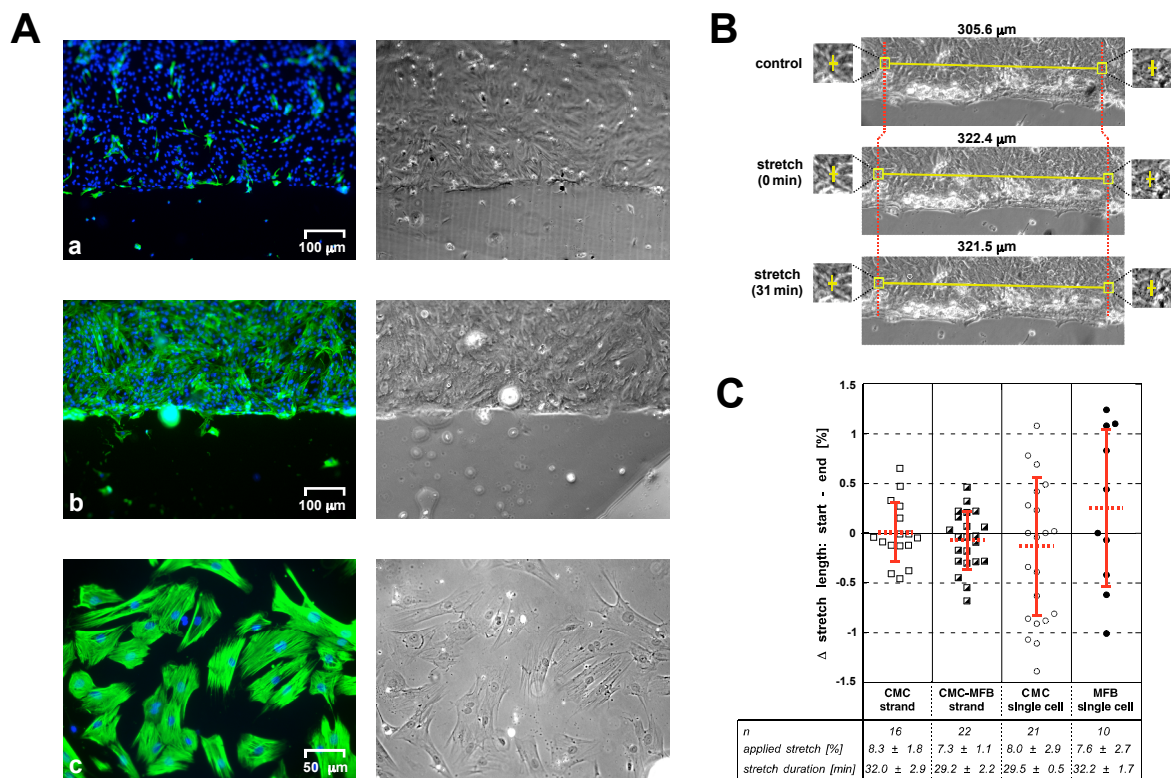 A
a
100 µm
b
100 µm
c
50 µm
B
305.6 µm
control
322.4 µm
stretch
(0 min)
321.5 µm
stretch
(31 min)
C
Δ stretch length: start - end [%]
1.5
1
0.5
0
-0.5
-1
-1.5
CMC strand
CMC-MFB strand
CMC single cell
MFB single cell
n 16 22 21 10
applied stretch [%] 8.3 ± 1.8 7.3 ± 1.1 8.0 ± 2.9 7.6 ± 2.7
stretch duration [min] 32.0 ± 2.9 29.2 ± 2.2 29.5 ± 0.5 32.2 ± 1.7